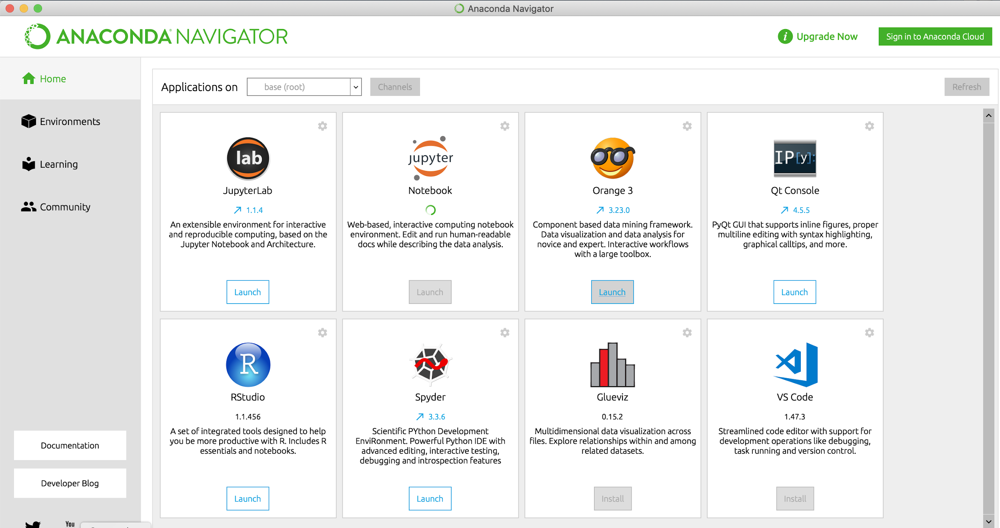 Anaconda Navigator
ANACONDA NAVIGATOR
Upgrade Now
Sign in to Anaconda Cloud
Home
Environments
Learning
Community
Documentation
Developer Blog
You
Applications on
base (root)
Channels
Refresh
lab
JupyterLab
1.1.4
An extensible environment for interactive
and reproducible computing, based on the
Jupyter Notebook and Architecture.
Launch
jupyter
Notebook
Web-based, interactive computing notebook
environment. Edit and run human-readable
docs while describing the data analysis.
Launch
Orange 3
3.23.0
Component based data mining framework.
Data visualization and data analysis for
novice and expert. Interactive workflows
with a large toolbox.
Launch
IP[y]:
Qt Console
4.5.5
PyQt GUI that supports inline figures, proper
multiline editing with syntax highlighting,
graphical calltips, and more.
Launch
R
RStudio
1.1.456
A set of integrated tools designed to help
you be more productive with R. Includes R
essentials and notebooks.
Launch
Spyder
3.3.6
Scientific PYthon Development
EnviRonment. Powerful Python IDE with
advanced editing, interactive testing,
debugging and introspection features
Launch
Glueviz
0.15.2
Multidimensional data visualization across
files. Explore relationships within and among
related datasets.
Install
VS Code
1.47.3
Streamlined code editor with support for
development operations like debugging,
task running and version control.
Install